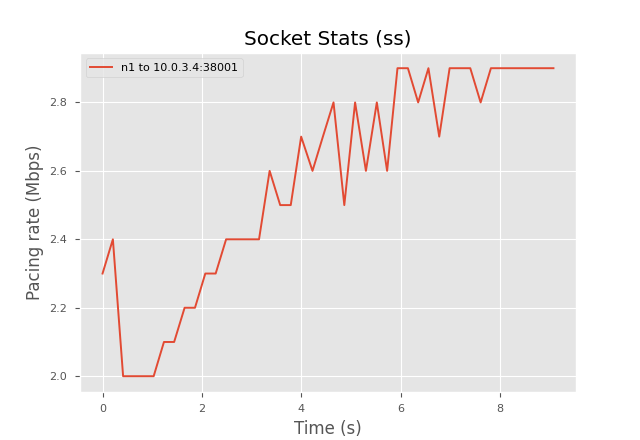 Socket Stats (ss)
n1 to 10.0.3.4:38001
Pacing rate (Mbps)
2.8
2.6
2.4
2.2
2.0
0 2 4 6 8
Time (s)